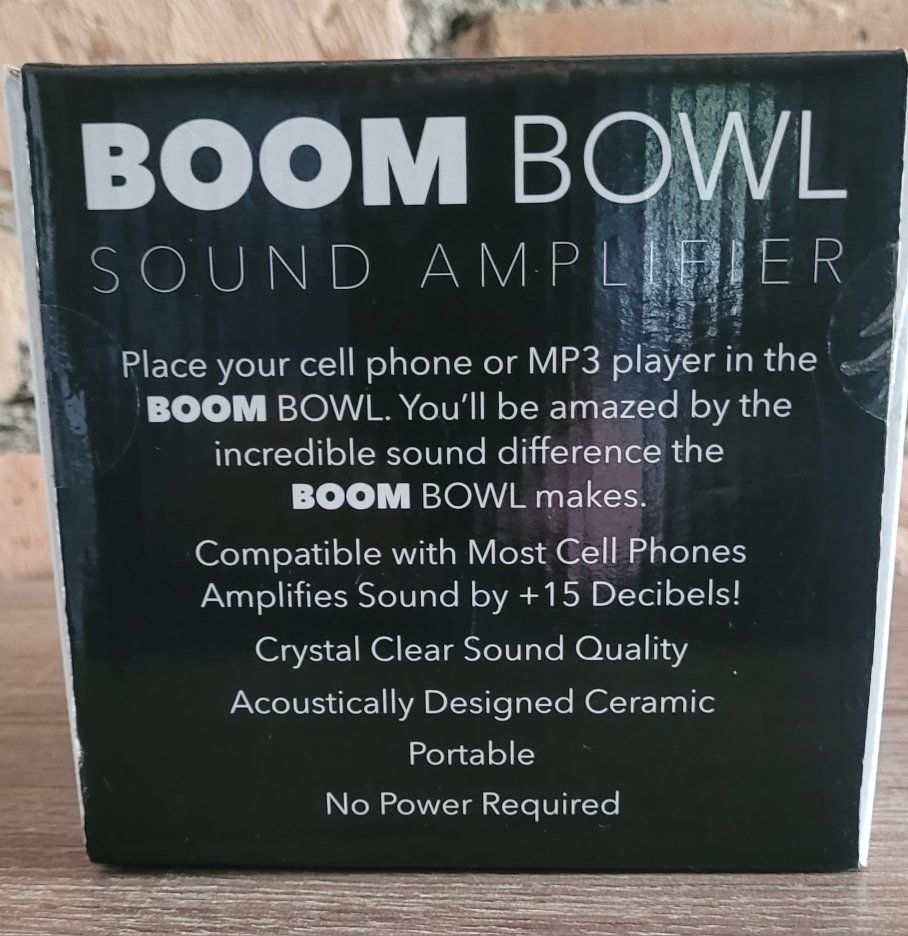 BOOM BOWL
SOUND AMPLIFIER
Place your cell phone or MP3 player in the
BOOM BOWL. You'll be amazed by the
incredible sound difference the
BOOM BOWL makes.
Compatible with Most Cell Phones
Amplifies Sound by +15 Decibels!
Crystal Clear Sound Quality
Acoustically Designed Ceramic
Portable
No Power Required